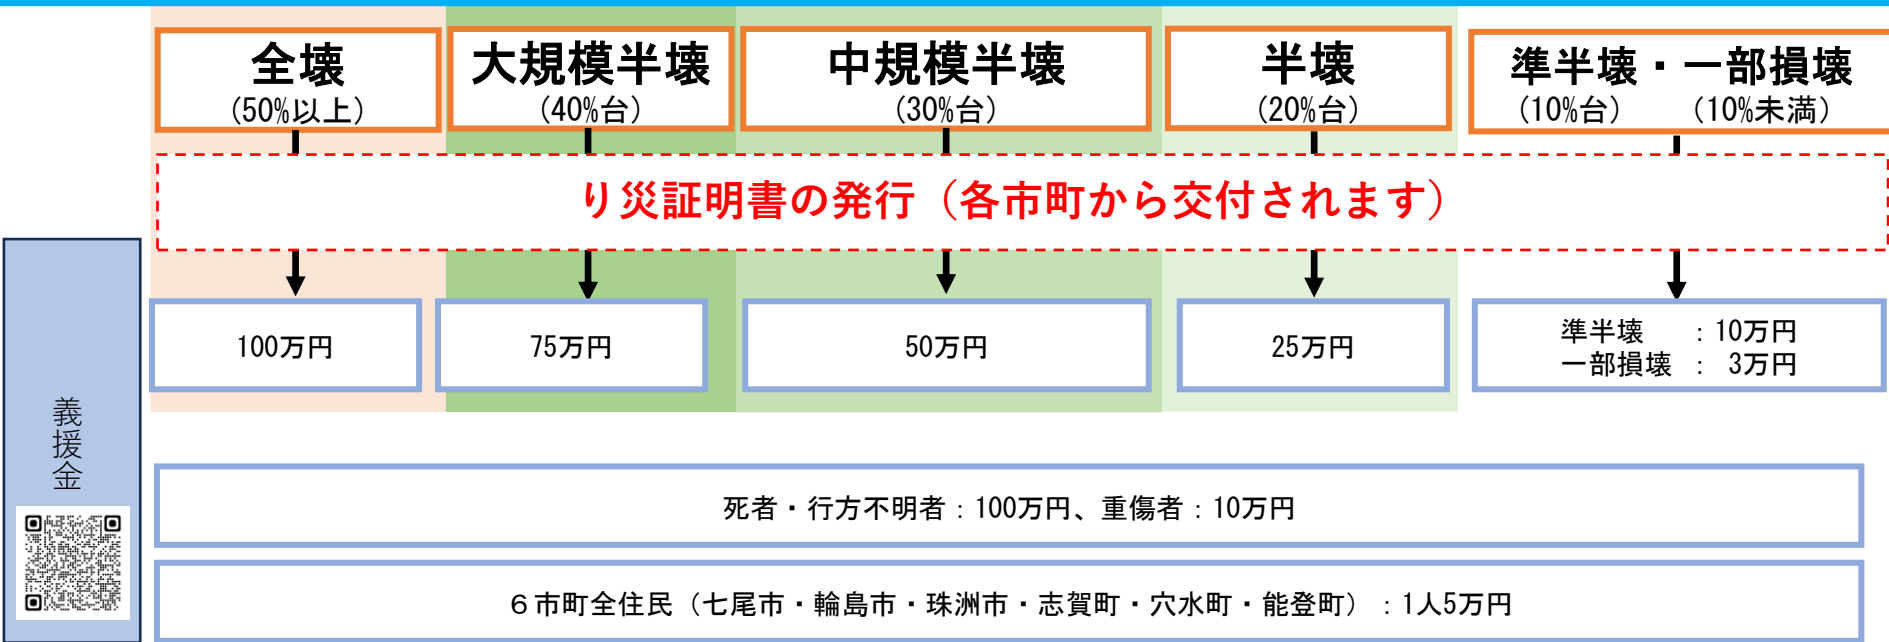 全壊
(50%以上)
大規模半壊
(40%台)
中規模半壊
(30%台)
半壊
(20%台)
準半壊・一部損壊
(10%台) (10%未満)
り災証明書の発行（各市町から交付されます）
義援金
100万円
75万円
50万円
25万円
準半壊 ：10万円
一部損壊 ： 3万円
死者・行方不明者：100万円、重傷者：10万円
６市町全住民（七尾市・輪島市・珠洲市・志賀町・穴水町・能登町）：1人5万円